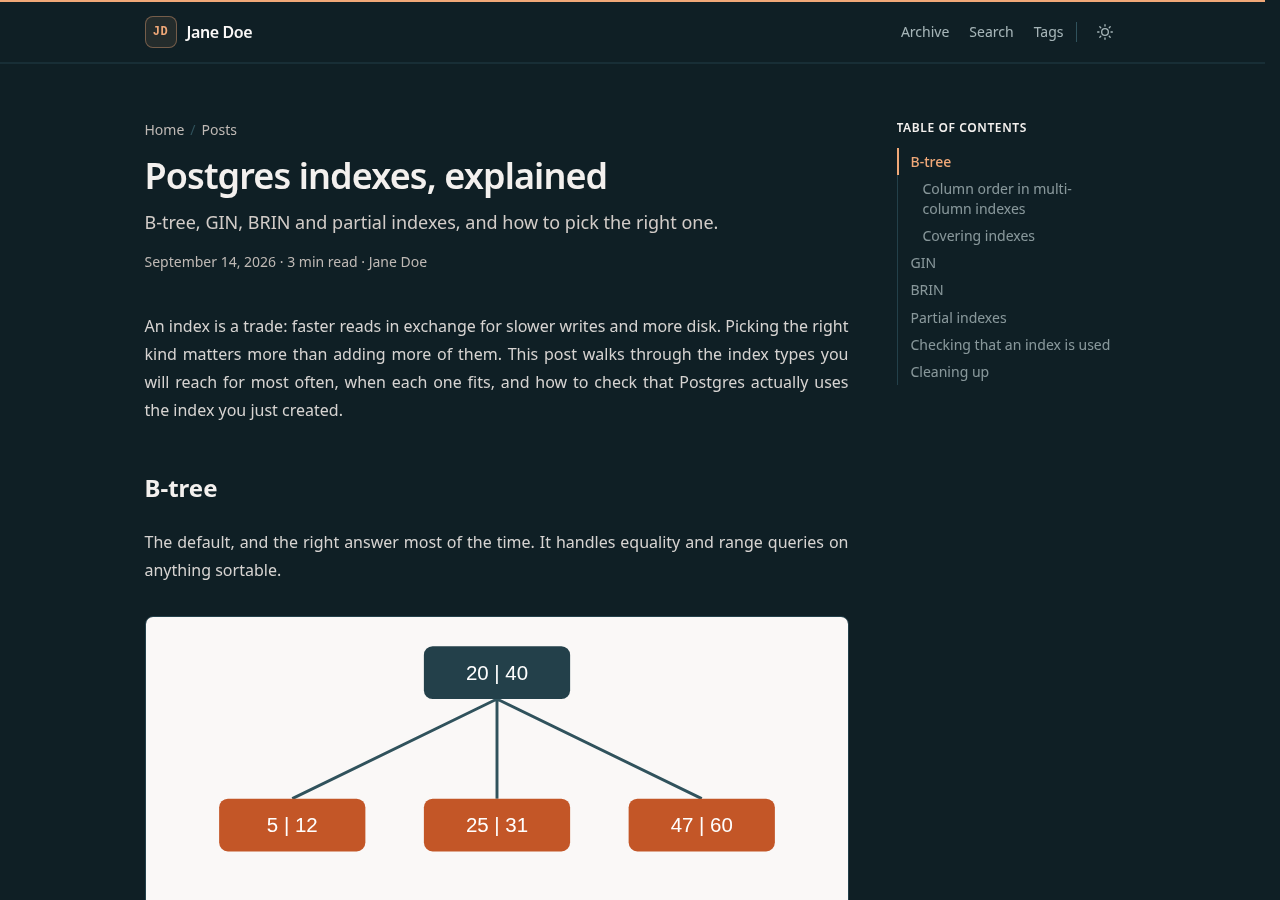 JD Jane Doe
Archive Search Tags
Home / Posts
Postgres indexes, explained
B-tree, GIN, BRIN and partial indexes, and how to pick the right one.
September 14, 2026 · 3 min read · Jane Doe
An index is a trade: faster reads in exchange for slower writes and more disk. Picking the right
kind matters more than adding more of them. This post walks through the index types you
will reach for most often, when each one fits, and how to check that Postgres actually uses
the index you just created.
B-tree
The default, and the right answer most of the time. It handles equality and range queries on
anything sortable.
20 | 40
5 | 12
25 | 31
47 | 60
TABLE OF CONTENTS
B-tree
Column order in multi-
column indexes
Covering indexes
GIN
BRIN
Partial indexes
Checking that an index is used
Cleaning up